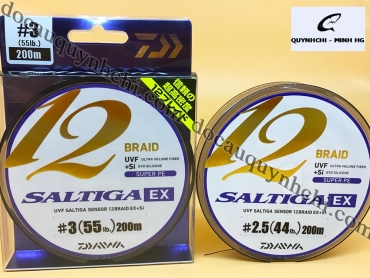 #3
(55lb.)
200m
DAIWA
QUYNHCHI - MINH HG
12 BRAID
UVF ULTRA VOLUME FIBER
+Si EVO SILICONE
SUPER PE
SALTIGA EX
UVF SALTIGA SENSOR 12BRAID EX+Si
#3(55lb.)200m
DAIWA
12 BRAID
UVF ULTRA VOLUME FIBER
+Si EVO SILICONE
SUPER PE
SALTIGA EX
UVF SALTIGA SENSOR 12BRAID EX+Si
#2.5(44lb.)200m
DAIWA
docauquynhchi.com - docauquynhchi.com